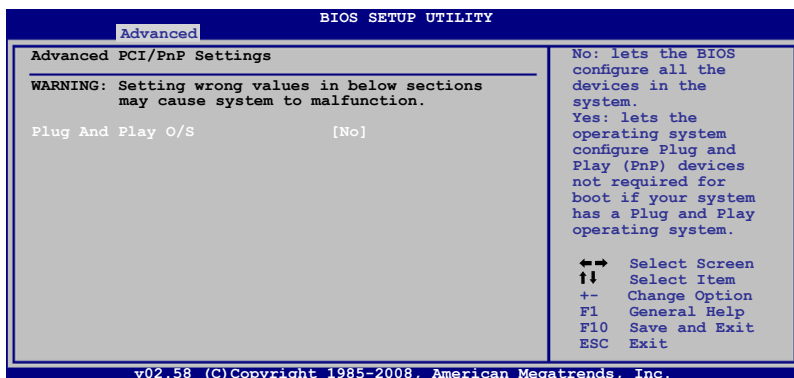 BIOS SETUP UTILITY
Advanced
Advanced PCI/PnP Settings
WARNING: Setting wrong values in below sections
may cause system to malfunction.
Plug And Play O/S [No]
No: lets the BIOS
configure all the
devices in the
system.
Yes: lets the
operating system
configure Plug and
Play (PnP) devices
not required for
boot if your system
has a Plug and Play
operating system.
←→ Select Screen
↑↓ Select Item
+- Change Option
F1 General Help
F10 Save and Exit
ESC Exit
v02.58 (C)Copyright 1985-2008, American Megatrends, Inc.